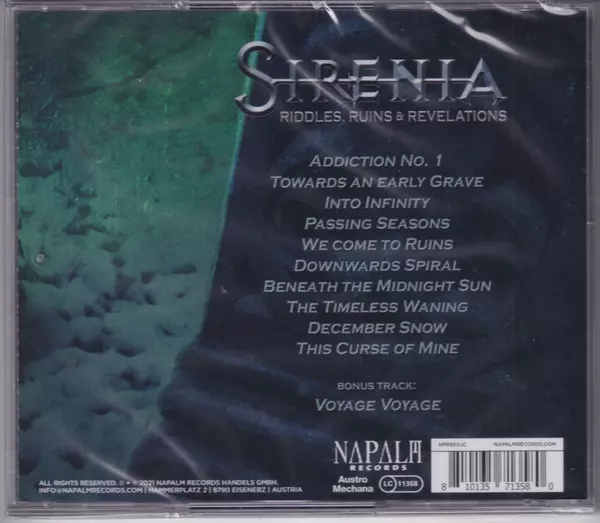 SIRENIA
RIDDLES, RUINS & REVELATIONS
ADDICTION NO. 1
TOWARDS AN EARLY GRAVE
INTO INFINITY
PASSING SEASONS
WE COME TO RUINS
DOWNWARDS SPIRAL
BENEATH THE MIDNIGHT SUN
THE TIMELESS WANING
DECEMBER SNOW
THIS CURSE OF MINE
BONUS TRACK:
VOYAGE VOYAGE
NAPALM
RECORDS
Austro
Mechana
LC 11368
NPR950JC
NAPALMRECORDS.COM
8 10135 71358 0
ALL RIGHTS RESERVED. ℗ + © 2021 NAPALM RECORDS HANDELS GMBH.
INFO@NAPALMRECORDS.COM | HAMMERPLATZ 2 | 8790 EISENERZ | AUSTRIA